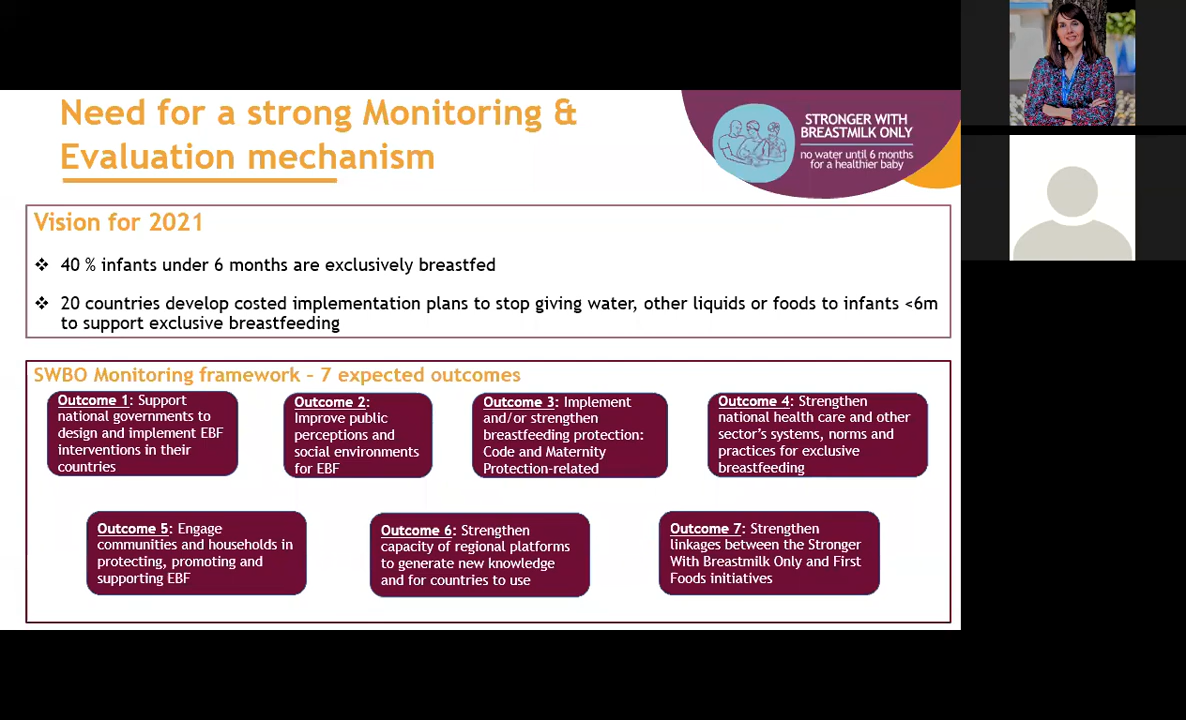 Need for a strong Monitoring &
Evaluation mechanism
STRONGER WITH
BREASTMILK ONLY
no water until 6 months
for a healthier baby
Vision for 2021
❖ 40 % infants under 6 months are exclusively breastfed
❖ 20 countries develop costed implementation plans to stop giving water, other liquids or foods to infants <6m
to support exclusive breastfeeding
SWBO Monitoring framework – 7 expected outcomes
Outcome 1: Support
national governments to
design and implement EBF
interventions in their
countries
Outcome 2:
Improve public
perceptions and
social environments
for EBF
Outcome 3: Implement
and/or strengthen
breastfeeding protection:
Code and Maternity
Protection-related
Outcome 4: Strengthen
national health care and other
sector's systems, norms and
practices for exclusive
breastfeeding
Outcome 5: Engage
communities and households in
protecting, promoting and
supporting EBF
Outcome 6: Strengthen
capacity of regional platforms
to generate new knowledge
and for countries to use
Outcome 7: Strengthen
linkages between the Stronger
With Breastmilk Only and First
Foods initiatives